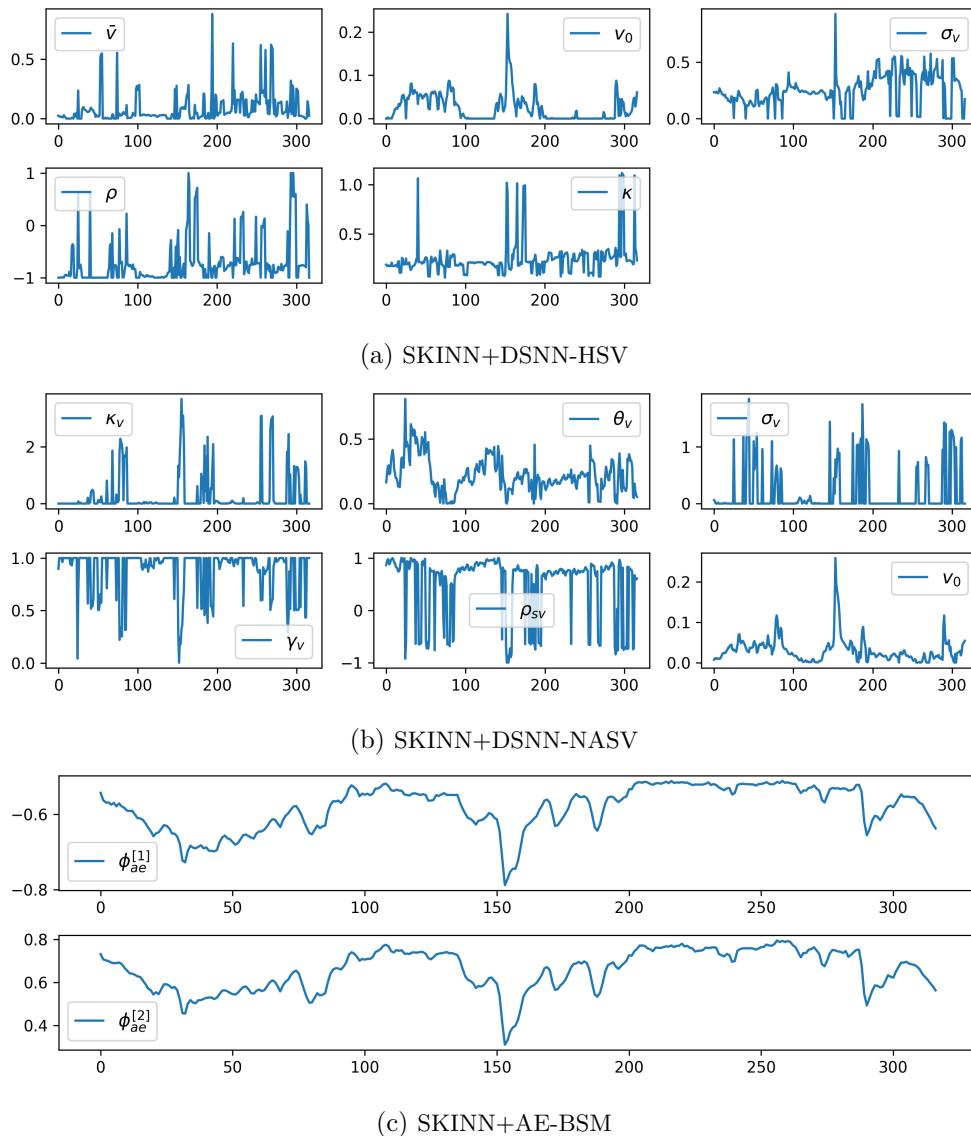 v̄
v₀
σᵥ
0.5
0.0
0.2
0.1
0.0
0.5
0.0
0 100 200 300
0 100 200 300
0 100 200 300
ρ
κ
1
0
−1
1.0
0.5
0 100 200 300
0 100 200 300
(a) SKINN+DSNN-HSV
κᵥ
θᵥ
σᵥ
2
0
0.5
0.0
1
0
0 100 200 300
0 100 200 300
0 100 200 300
γᵥ
ρₛᵥ
v₀
1.0
0.5
0.0
1
0
−1
0.2
0.1
0.0
0 100 200 300
0 100 200 300
0 100 200 300
(b) SKINN+DSNN-NASV
−0.6
−0.8
ϕ_{ae}^{[1]}
0 50 100 150 200 250 300
0.8
0.6
0.4
ϕ_{ae}^{[2]}
0 50 100 150 200 250 300
(c) SKINN+AE-BSM